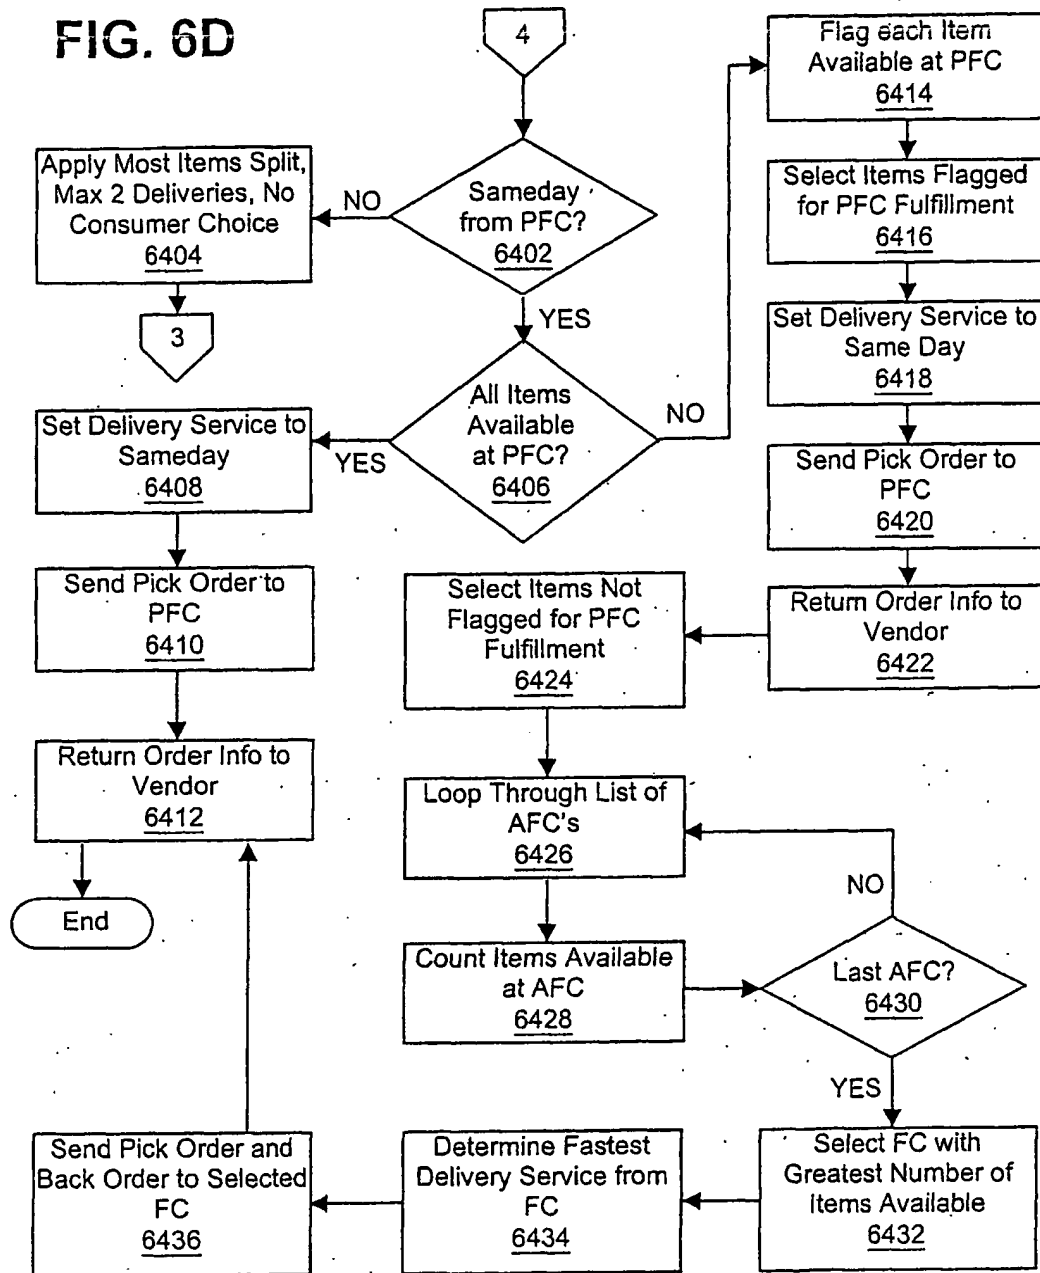 FIG. 6D
4
Sameday
from PFC?
6402
NO
Apply Most Items Split,
Max 2 Deliveries, No
Consumer Choice
6404
3
YES
All Items
Available
at PFC?
6406
YES
Set Delivery Service to
Sameday
6408
Send Pick Order to
PFC
6410
Return Order Info to
Vendor
6412
End
NO
Flag each Item
Available at PFC
6414
Select Items Flagged
for PFC Fulfillment
6416
Set Delivery Service to
Same Day
6418
Send Pick Order to
PFC
6420
Return Order Info to
Vendor
6422
Select Items Not
Flagged for PFC
Fulfillment
6424
Loop Through List of
AFC's
6426
Count Items Available
at AFC
6428
Last AFC?
6430
NO
YES
Select FC with
Greatest Number of
Items Available
6432
Determine Fastest
Delivery Service from
FC
6434
Send Pick Order and
Back Order to Selected
FC
6436